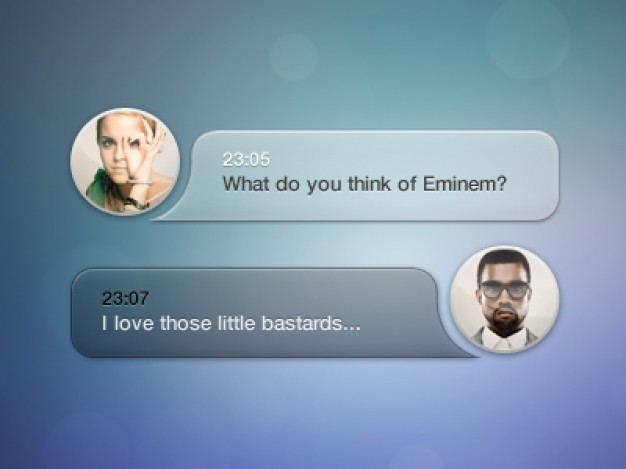 23:05
What do you think of Eminem?
23:07
I love those little bastards...